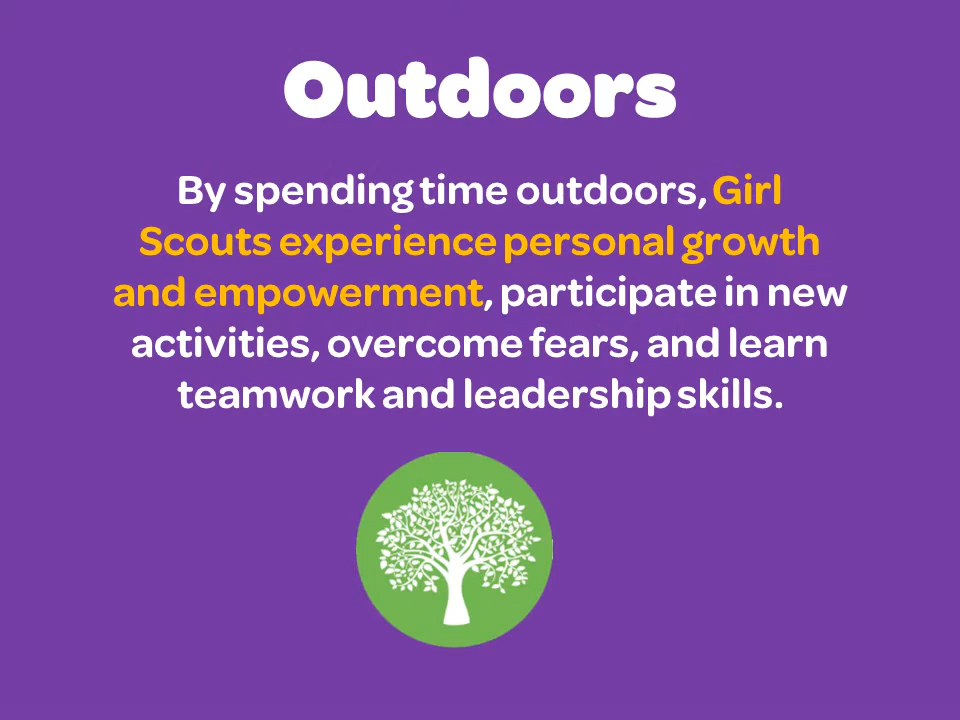 Outdoors
By spending time outdoors, Girl
Scouts experience personal growth
and empowerment, participate in new
activities, overcome fears, and learn
teamwork and leadership skills.